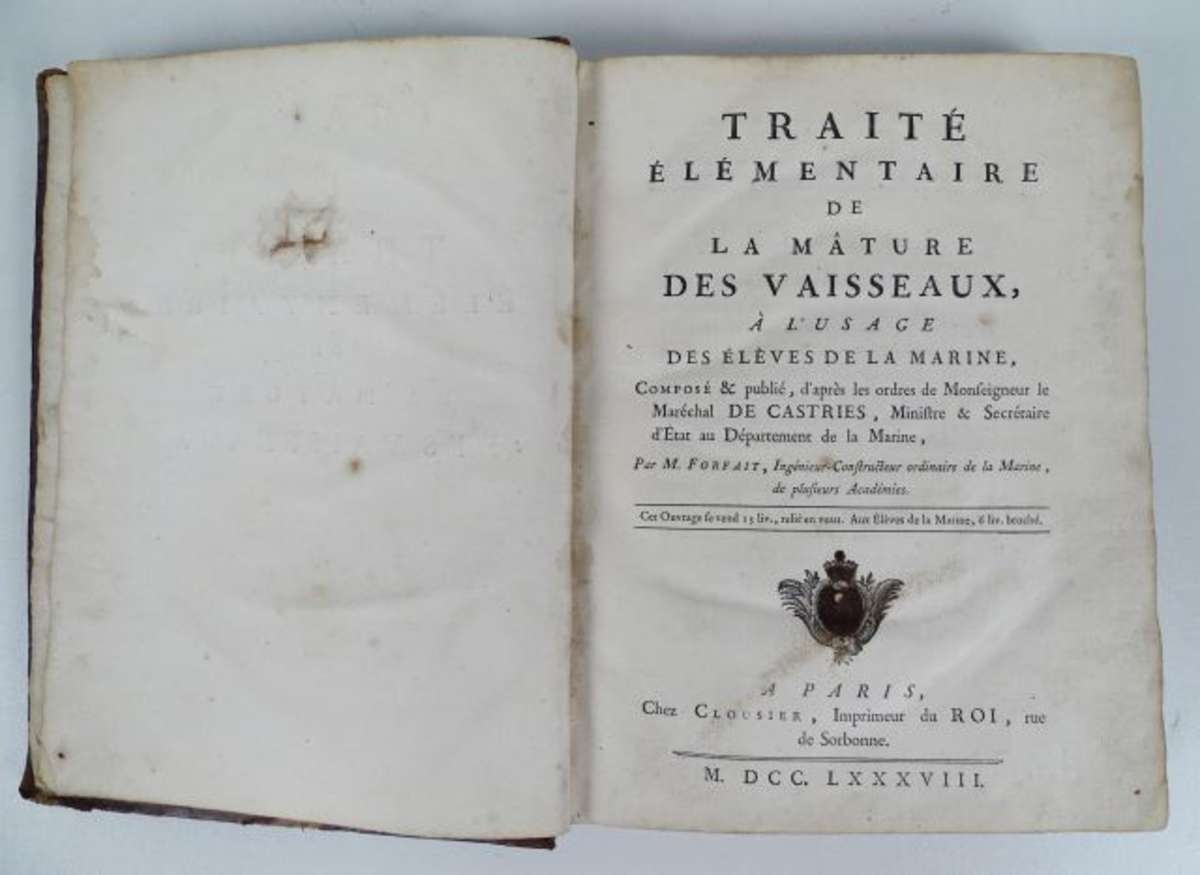 TRAITÉ
ÉLÉMENTAIRE
DE
LA MÂTURE
DES VAISSEAUX,
À L'USAGE
DES ÉLÈVES DE LA MARINE,
COMPOSÉ & publié, d'après les ordres de Monſeigneur le
Maréchal DE CASTRIES, Miniſtre & Secrétaire
d'État au Département de la Marine,
Par M. FORFAIT, Ingénieur-Conſtructeur ordinaire de la Marine,
de pluſieurs Académies.
Cet Ouvrage ſe vend 15 liv., relié en veau. Aux Élèves de la Marine, 6 liv. broché.
A PARIS,
Chez CLOUSIER, Imprimeur du ROI, rue
de Sorbonne.
M. DCC. LXXXVIII.